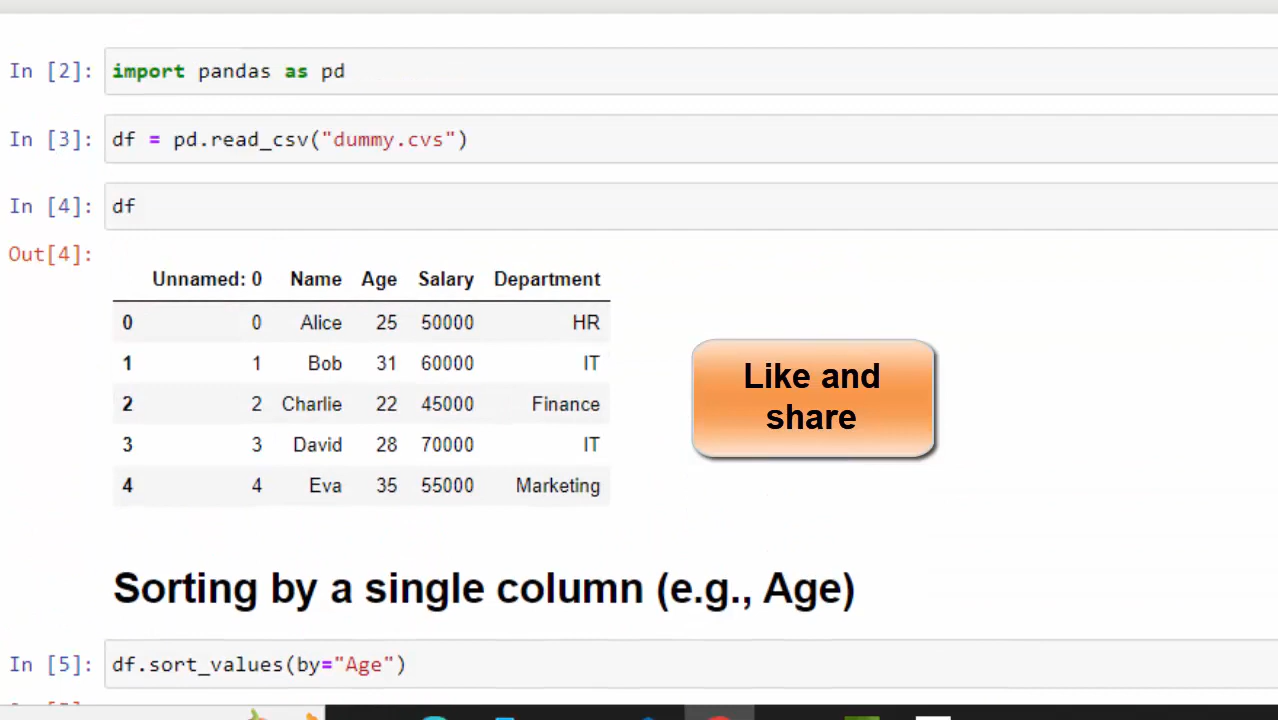 In [2]: import pandas as pd
In [3]: df = pd.read_csv("dummy.cvs")
In [4]: df
Out[4]:
Unnamed: 0 Name Age Salary Department
0 0 Alice 25 50000 HR
1 1 Bob 31 60000 IT
2 2 Charlie 22 45000 Finance
3 3 David 28 70000 IT
4 4 Eva 35 55000 Marketing
Like and
share
Sorting by a single column (e.g., Age)
In [5]: df.sort_values(by="Age")